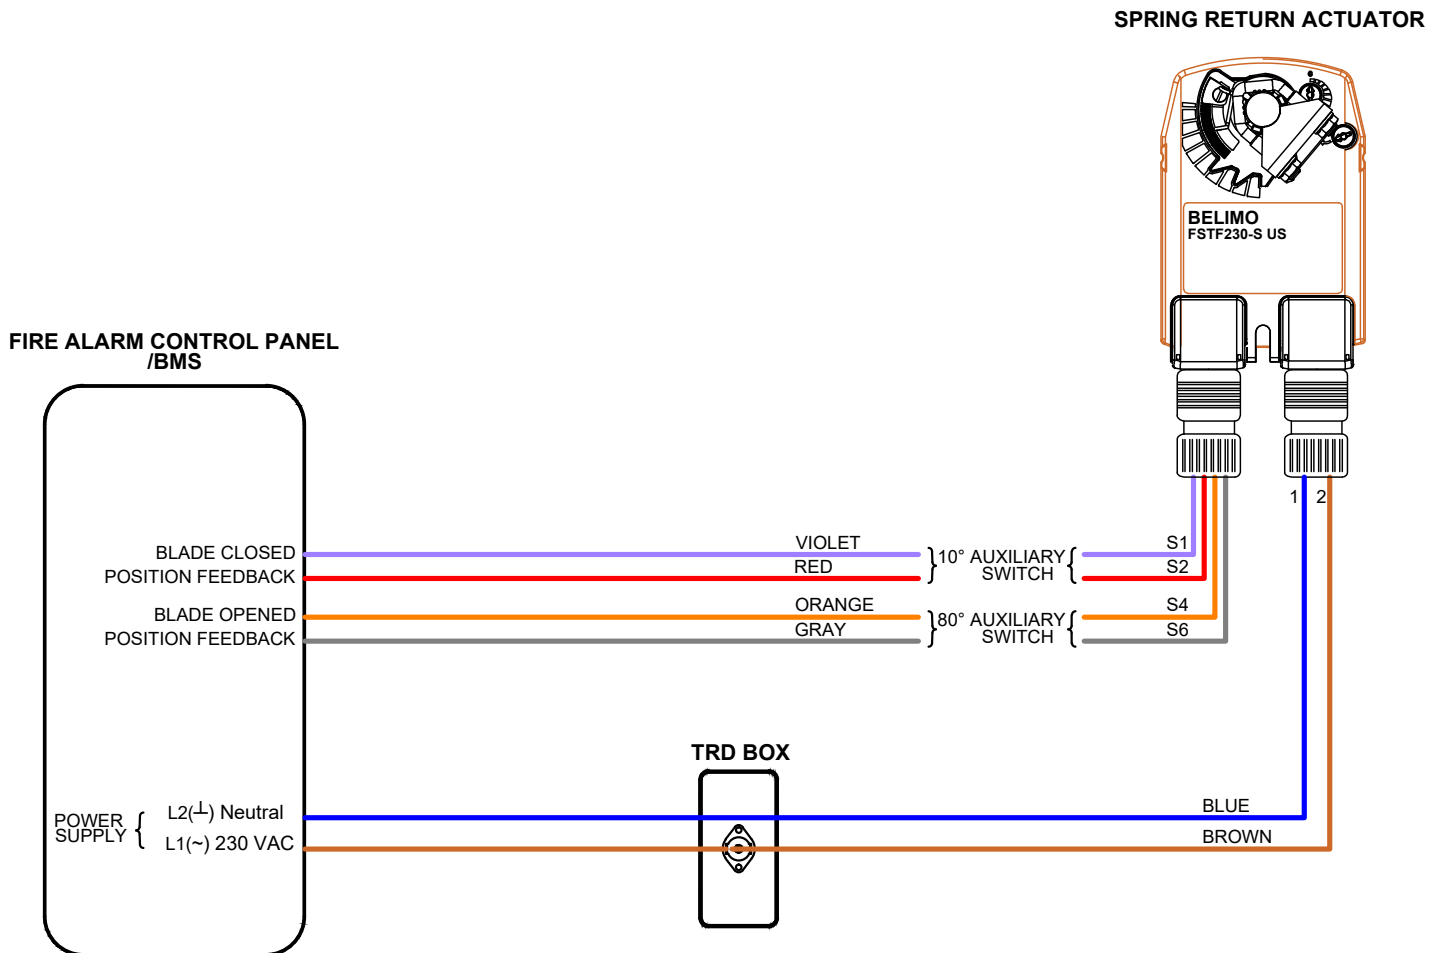 SPRING RETURN ACTUATOR
BELIMO
FSTF230-S US
FIRE ALARM CONTROL PANEL
/BMS
1 2
BLADE CLOSED
POSITION FEEDBACK
VIOLET
RED
10° AUXILIARY
SWITCH
S1
S2
BLADE OPENED
POSITION FEEDBACK
ORANGE
GRAY
80° AUXILIARY
SWITCH
S4
S6
TRD BOX
POWER
SUPPLY
L2(┴) Neutral
L1(~) 230 VAC
BLUE
BROWN